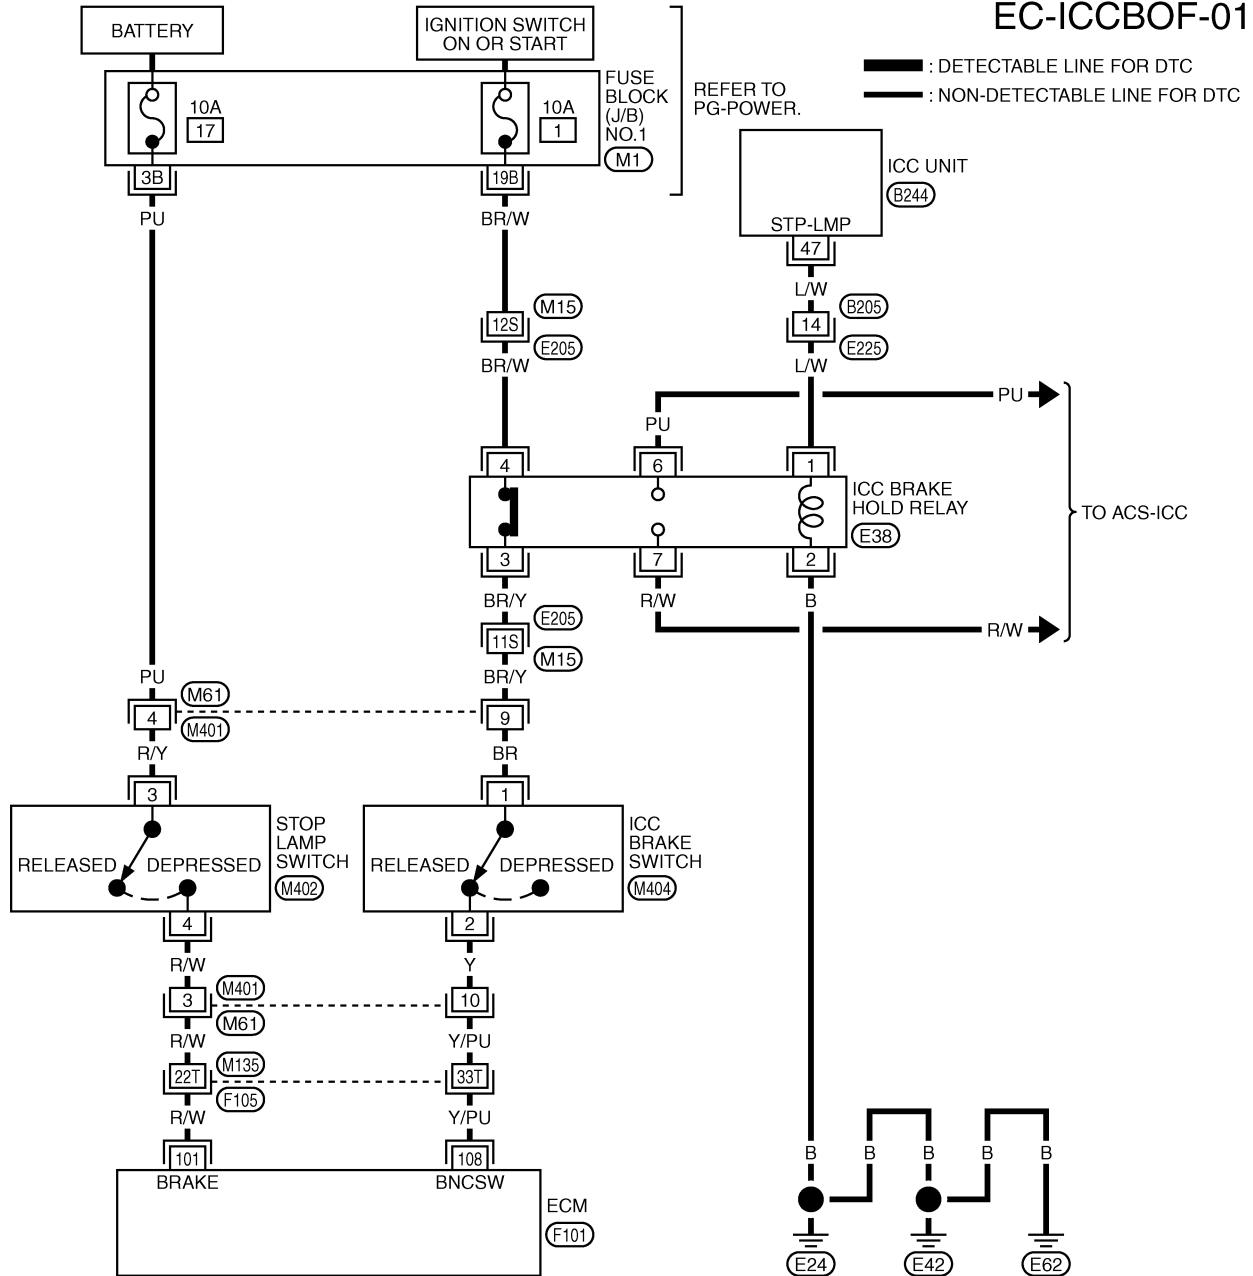 EC-ICCBOF-01
BATTERY
IGNITION SWITCH
ON OR START
: DETECTABLE LINE FOR DTC
: NON-DETECTABLE LINE FOR DTC
10A
17
10A
1
FUSE
BLOCK
(J/B)
NO.1
M1
REFER TO
PG-POWER.
3B
19B
PU
BR/W
ICC UNIT
B244
STP-LMP
47
L/W
12S
M15
E205
14
B205
E225
BR/W
L/W
PU
PU
4
6
1
ICC BRAKE
HOLD RELAY
E38
TO ACS-ICC
3
7
2
BR/Y
R/W
B
R/W
E205
11S
M15
PU
BR/Y
M61
4
M401
9
R/Y
BR
3
1
STOP
LAMP
SWITCH
M402
RELEASED
DEPRESSED
ICC
BRAKE
SWITCH
M404
RELEASED
DEPRESSED
4
2
R/W
Y
M401
3
M61
10
R/W
Y/PU
M135
22T
F105
33T
R/W
Y/PU
101
108
BRAKE
BNCSW
ECM
F101
B
B
B
B
B
E24
E42
E62